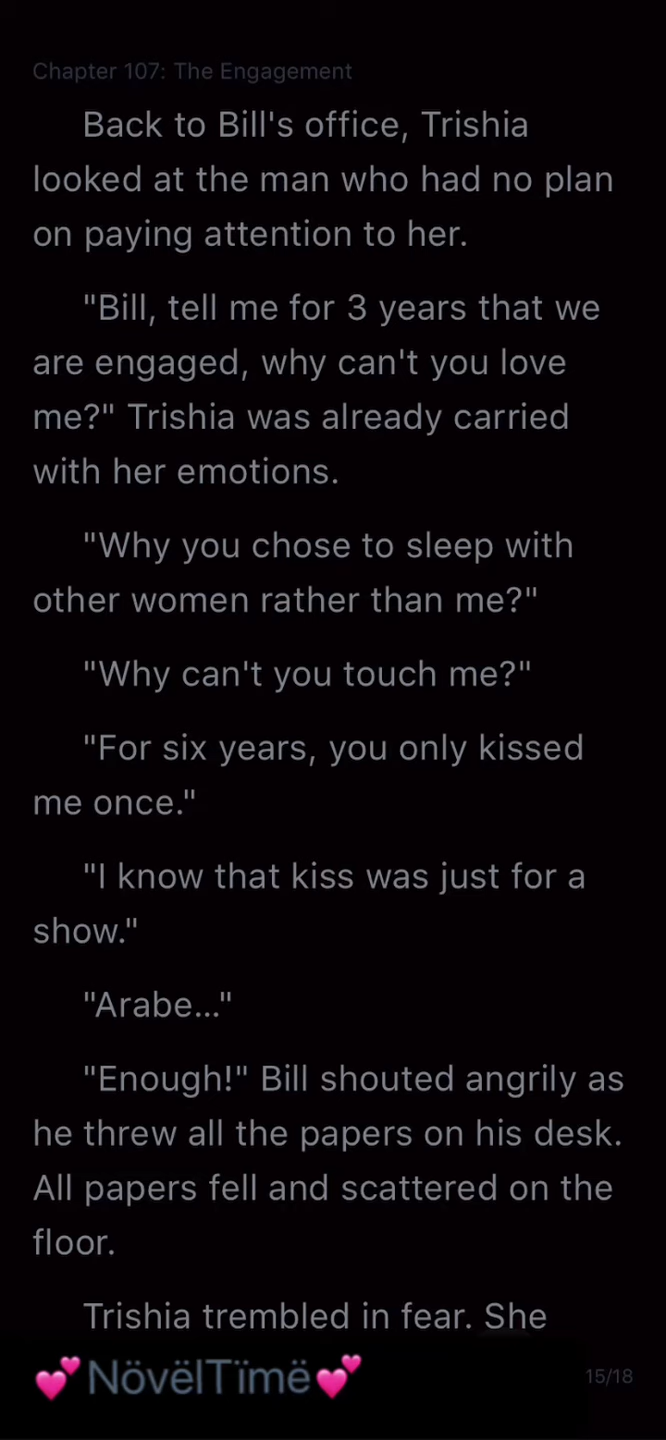 Chapter 107: The Engagement
Back to Bill's office, Trishia
looked at the man who had no plan
on paying attention to her.
"Bill, tell me for 3 years that we
are engaged, why can't you love
me?" Trishia was already carried
with her emotions.
"Why you chose to sleep with
other women rather than me?"
"Why can't you touch me?"
"For six years, you only kissed
me once."
"I know that kiss was just for a
show."
"Arabe..."
"Enough!" Bill shouted angrily as
he threw all the papers on his desk.
All papers fell and scattered on the
floor.
Trishia trembled in fear. She
💕NövëlTïmë💕
15/18